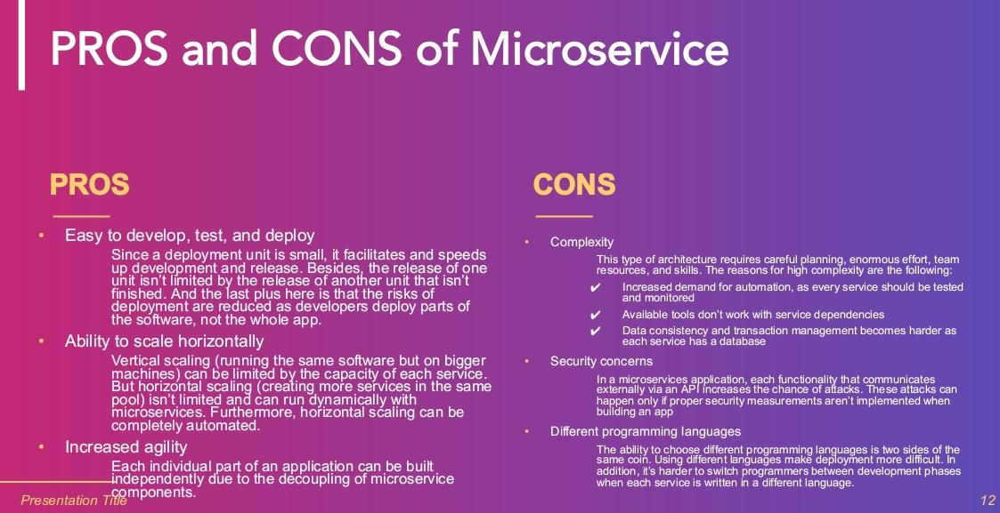 PROS and CONS of Microservice
PROS
• Easy to develop, test, and deploy
Since a deployment unit is small, it facilitates and speeds
up development and release. Besides, the release of one
unit isn’t limited by the release of another unit that isn’t
finished. And the last plus here is that the risks of
deployment are reduced as developers deploy parts of
the software, not the whole app.
• Ability to scale horizontally
Vertical scaling (running the same software but on bigger
machines) can be limited by the capacity of each service.
But horizontal scaling (creating more services in the same
pool) isn’t limited and can run dynamically with
microservices. Furthermore, horizontal scaling can be
completely automated.
• Increased agility
Each individual part of an application can be built
independently due to the decoupling of microservice
components.
CONS
• Complexity
This type of architecture requires careful planning, enormous effort, team
resources, and skills. The reasons for high complexity are the following:
✔ Increased demand for automation, as every service should be tested
and monitored
✔ Available tools don’t work with service dependencies
✔ Data consistency and transaction management becomes harder as
each service has a database
• Security concerns
In a microservices application, each functionality that communicates
externally via an API increases the chance of attacks. These attacks can
happen only if proper security measurements aren’t implemented when
building an app
• Different programming languages
The ability to choose different programming languages is two sides of the
same coin. Using different languages make deployment more difficult. In
addition, it’s harder to switch programmers between development phases
when each service is written in a different language.
Presentation Title
12